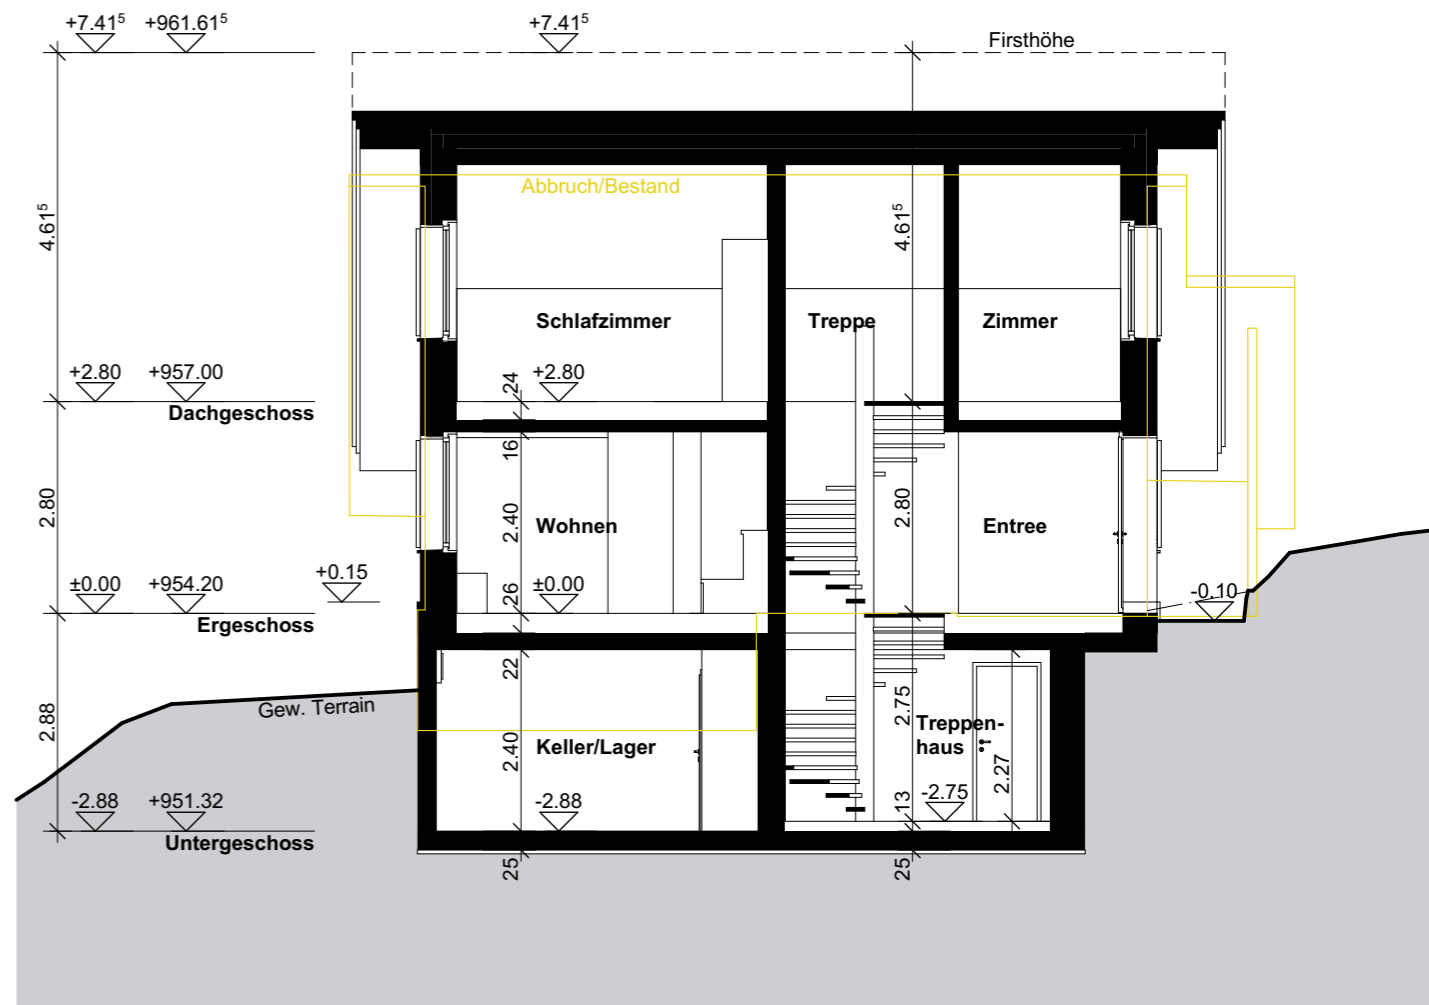 +7.41⁵ +961.61⁵ +7.41⁵
Firsthöhe
Abbruch/Bestand
4.61⁵ 4.61⁵
Schlafzimmer Treppe Zimmer
+2.80 +957.00 24 +2.80
Dachgeschoss
16
2.80 2.40 2.80
Wohnen Entree
±0.00 +954.20 +0.15 26 ±0.00 -0.10
Ergeschoss
22
Gew. Terrain
2.88 2.40 2.75
Keller/Lager
Treppen-
haus
2.27
-2.88 +951.32 -2.88 13 -2.75
Untergeschoss
25 25